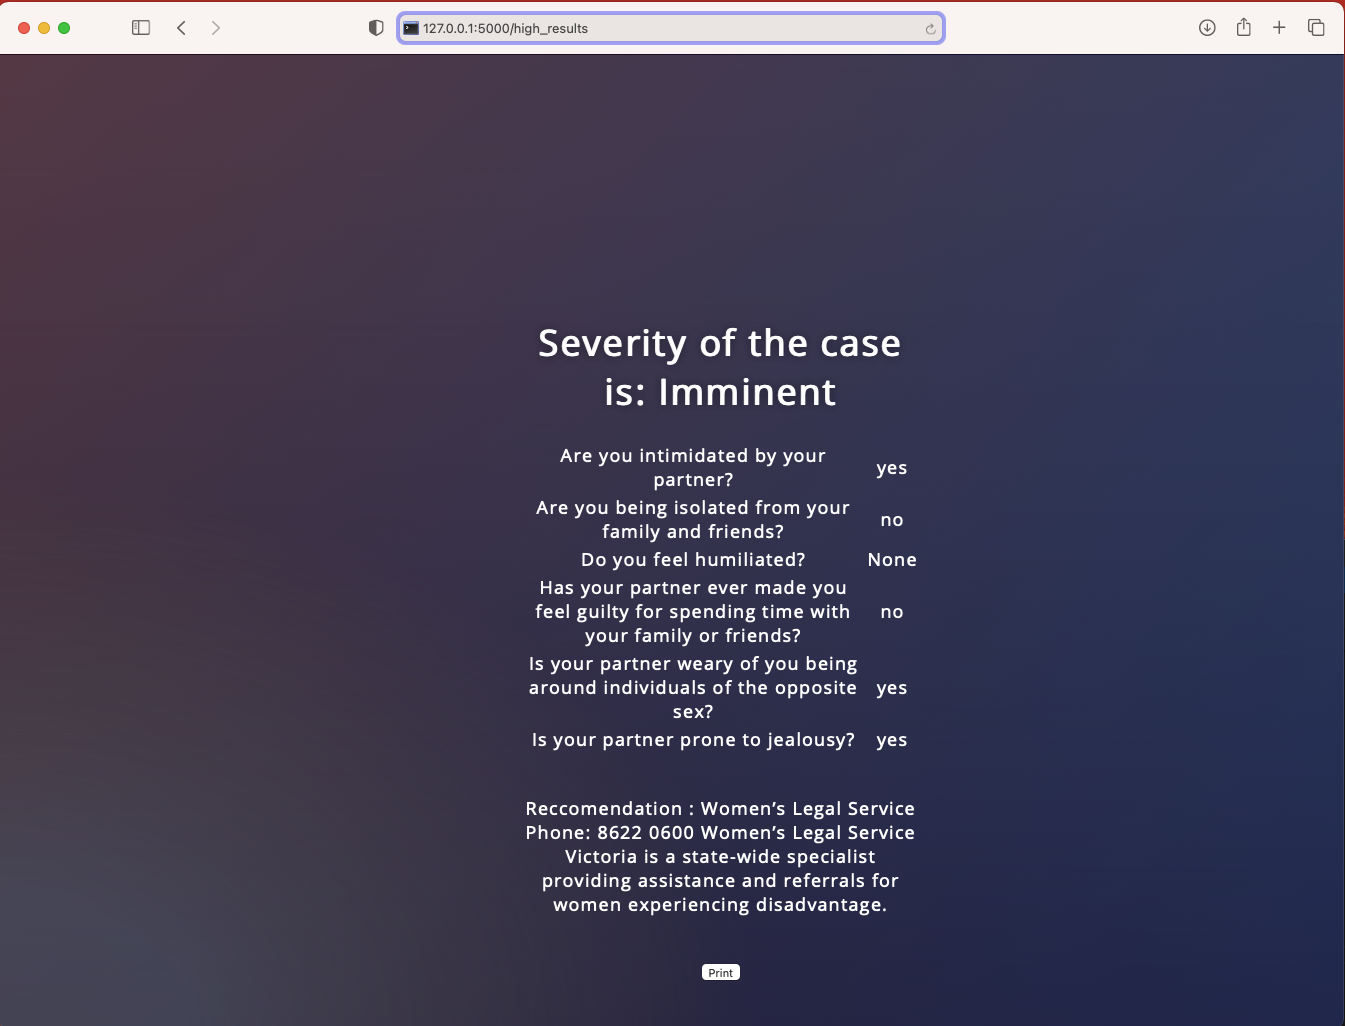 127.0.0.1:5000/high_results
Severity of the case
is: Imminent
Are you intimidated by your
partner?
yes
Are you being isolated from your
family and friends?
no
Do you feel humiliated?
None
Has your partner ever made you
feel guilty for spending time with
your family or friends?
no
Is your partner weary of you being
around individuals of the opposite
sex?
yes
Is your partner prone to jealousy?
yes
Reccomendation : Women’s Legal Service
Phone: 8622 0600 Women’s Legal Service
Victoria is a state-wide specialist
providing assistance and referrals for
women experiencing disadvantage.
Print